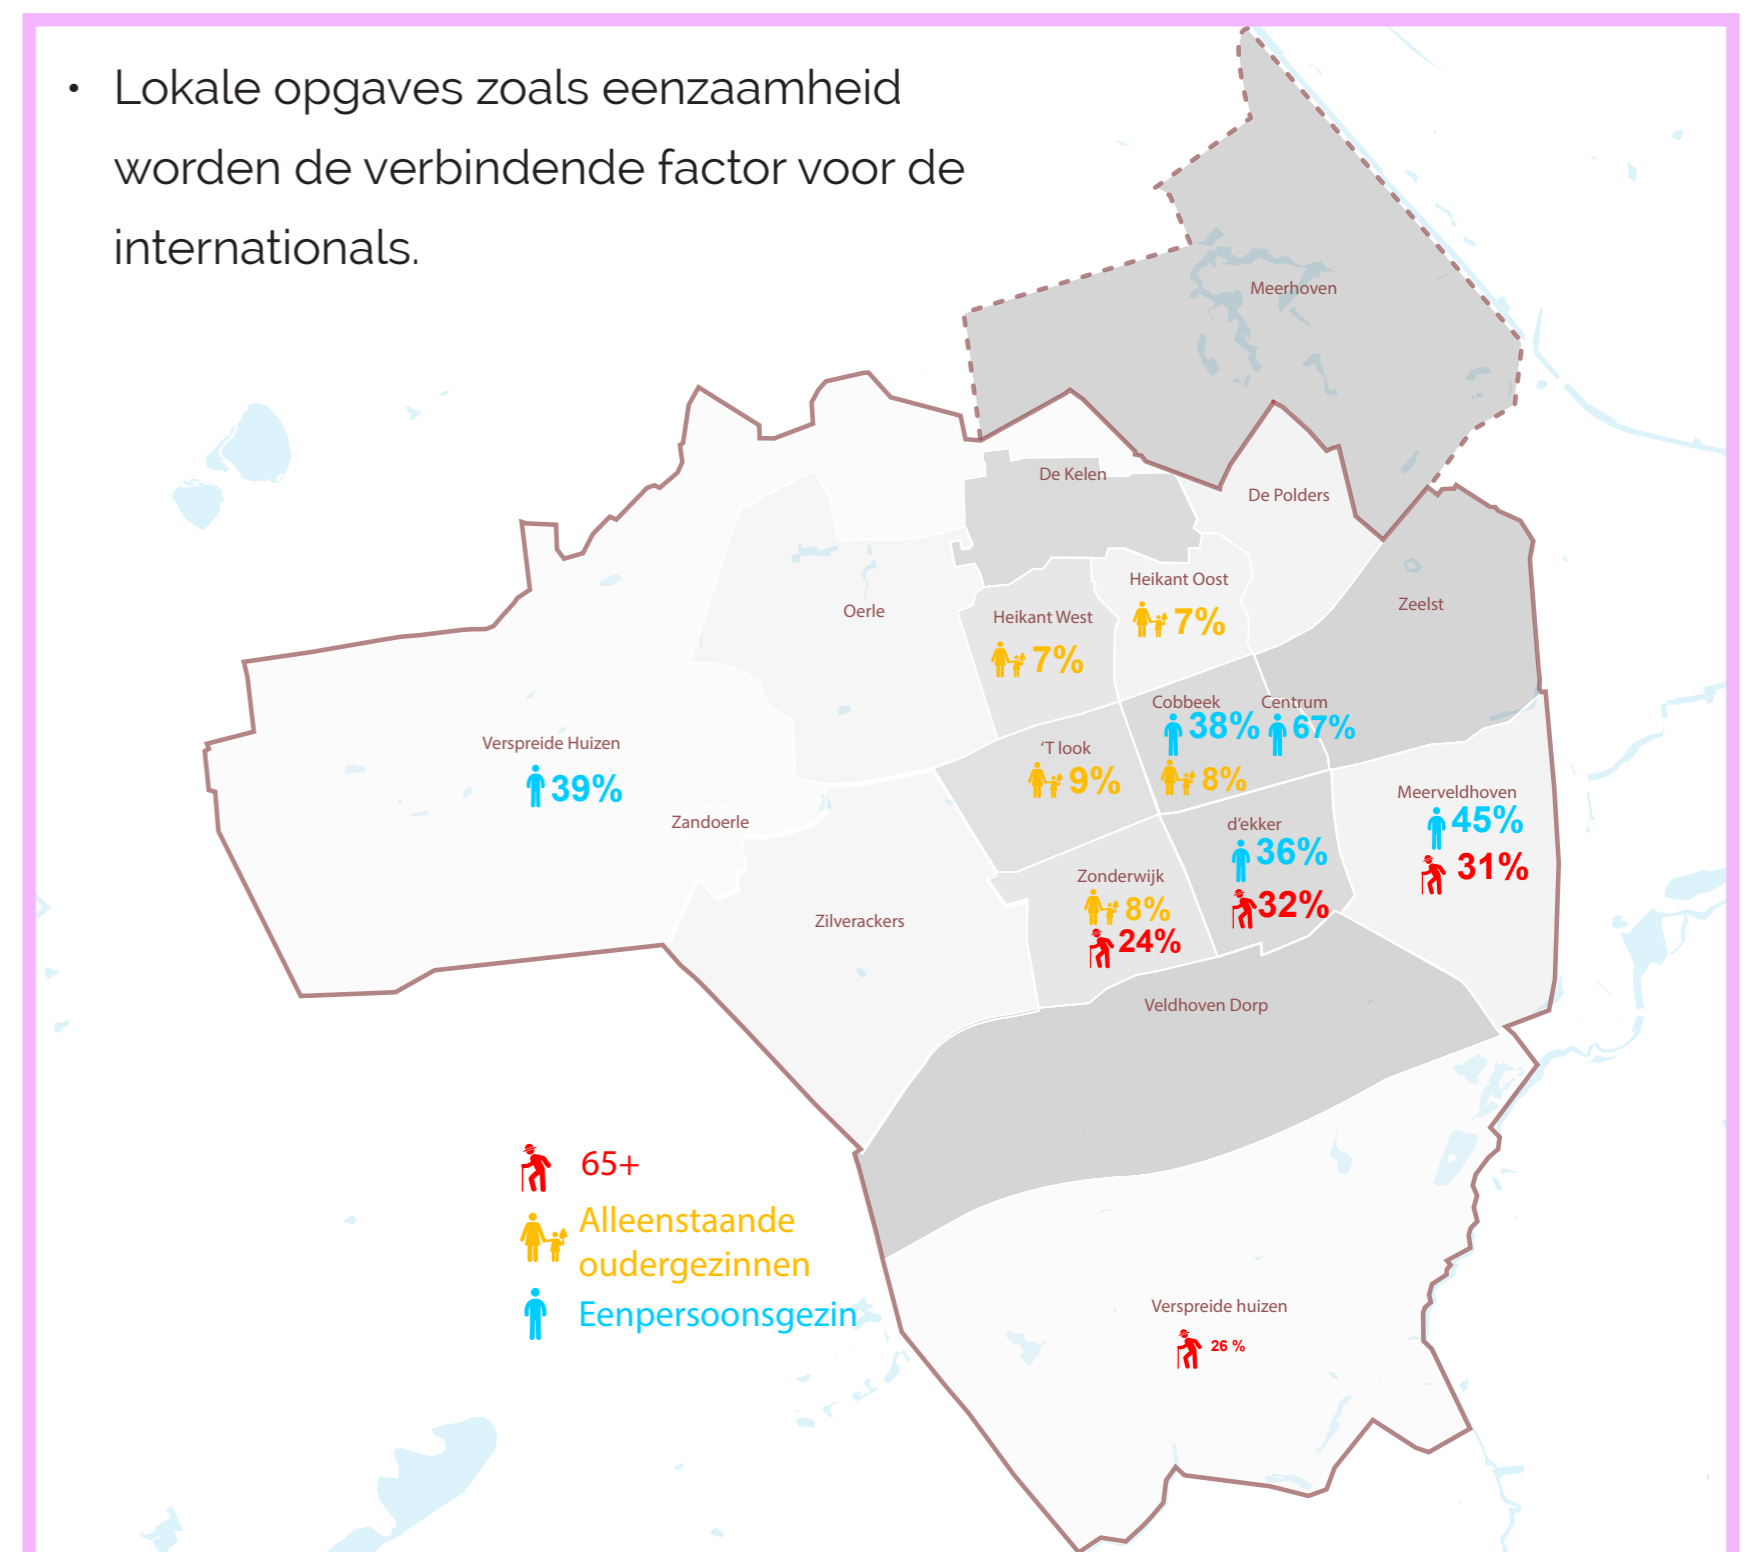 • Lokale opgaves zoals eenzaamheid
worden de verbindende factor voor de
internationals.
Meerhoven
De Kelen
De Polders
Heikant Oost
7%
Zeelst
Oerle
Heikant West
7%
Cobbeek
38%
8%
Centrum
67%
Verspreide Huizen
39%
'T look
9%
Meerveldhoven
45%
31%
Zandoerle
d'ekker
36%
32%
Zonderwijk
8%
24%
Zilverackers
Veldhoven Dorp
65+
Alleenstaande
oudergezinnen
Eenpersoonsgezin
Verspreide huizen
26 %